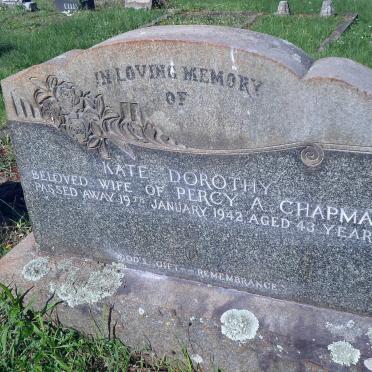 IN LOVING MEMORY
OF
KATE DOROTHY
BELOVED WIFE OF PERCY A. CHAPMA
PASSED AWAY 19TH JANUARY 1942. AGED 43 YEAR
GOD'S GIFT - REMEMBRANCE